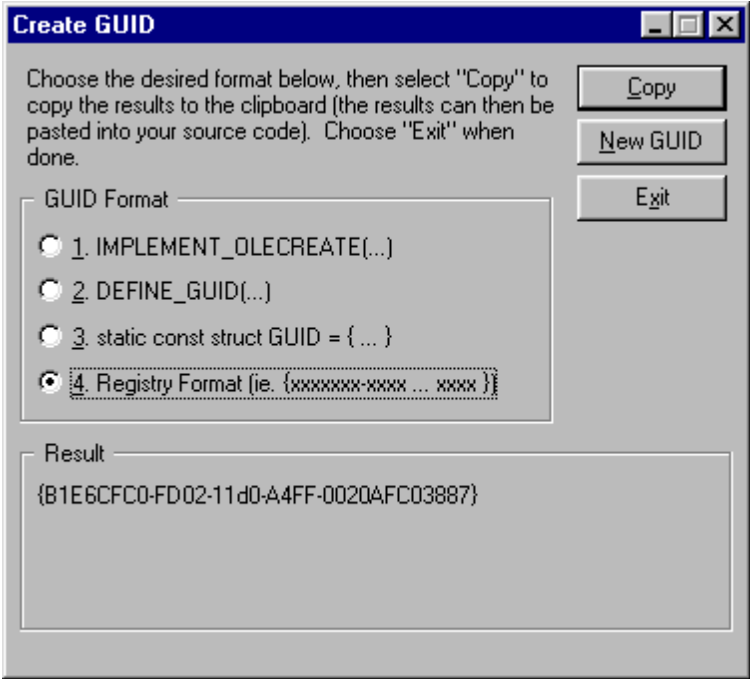 Create GUID
Choose the desired format below, then select "Copy" to
copy the results to the clipboard (the results can then be
pasted into your source code).  Choose "Exit" when
done.
Copy
New GUID
Exit
GUID Format
1. IMPLEMENT_OLECREATE(...)
2. DEFINE_GUID(...)
3. static const struct GUID = { ... }
4. Registry Format (ie. {xxxxxxx-xxxx ... xxxx })
Result
{B1E6CFC0-FD02-11d0-A4FF-0020AFC03887}